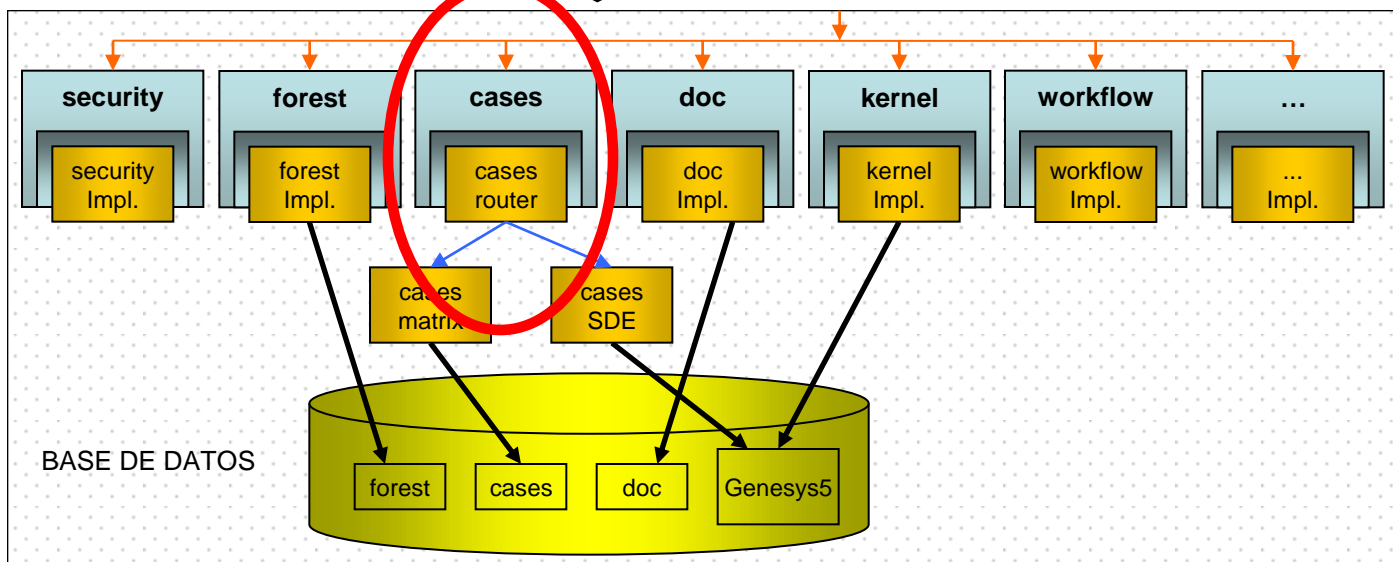 security
forest
cases
doc
kernel
workflow
...
security
Impl.
forest
Impl.
cases
router
doc
Impl.
kernel
Impl.
workflow
Impl.
...
Impl.
cases
matrix
cases
SDE
BASE DE DATOS
forest
cases
doc
Genesys5